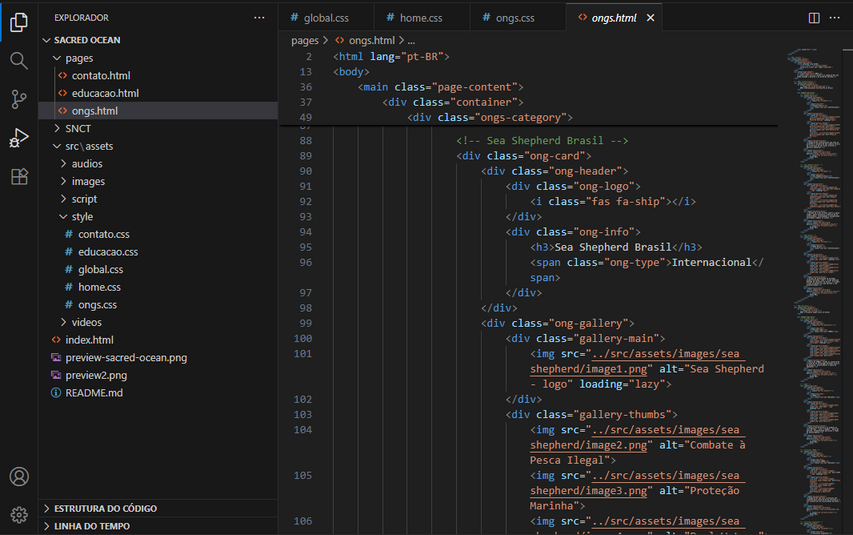 EXPLORADOR
SACRED OCEAN
pages
contato.html
educacao.html
ongs.html
SNCT
src\assets
audios
images
script
style
contato.css
educacao.css
global.css
home.css
ongs.css
videos
index.html
preview-sacred-ocean.png
preview2.png
README.md
ESTRUTURA DO CÓDIGO
LINHA DO TEMPO
# global.css
# home.css
# ongs.css
<> ongs.html
pages > <> ongs.html > ...
2 <html lang="pt-BR">
13 <body>
36 <main class="page-content">
37 <div class="container">
49 <div class="ongs-category">
88 <!-- Sea Shepherd Brasil -->
89 <div class="ong-card">
90 <div class="ong-header">
91 <div class="ong-logo">
92 <i class="fas fa-ship"></i>
93 </div>
94 <div class="ong-info">
95 <h3>Sea Shepherd Brasil</h3>
96 <span class="ong-type">Internacional</
span>
97 </div>
98 </div>
99 <div class="ong-gallery">
100 <div class="gallery-main">
101 <img src="../src/assets/images/sea
shepherd/image1.png" alt="Sea Shepherd
- logo" loading="lazy">
102 </div>
103 <div class="gallery-thumbs">
104 <img src="../src/assets/images/sea
shepherd/image2.png" alt="Combate à
Pesca Ilegal">
105 <img src="../src/assets/images/sea
shepherd/image3.png" alt="Proteção
Marinha">
106 <img src="../src/assets/images/sea